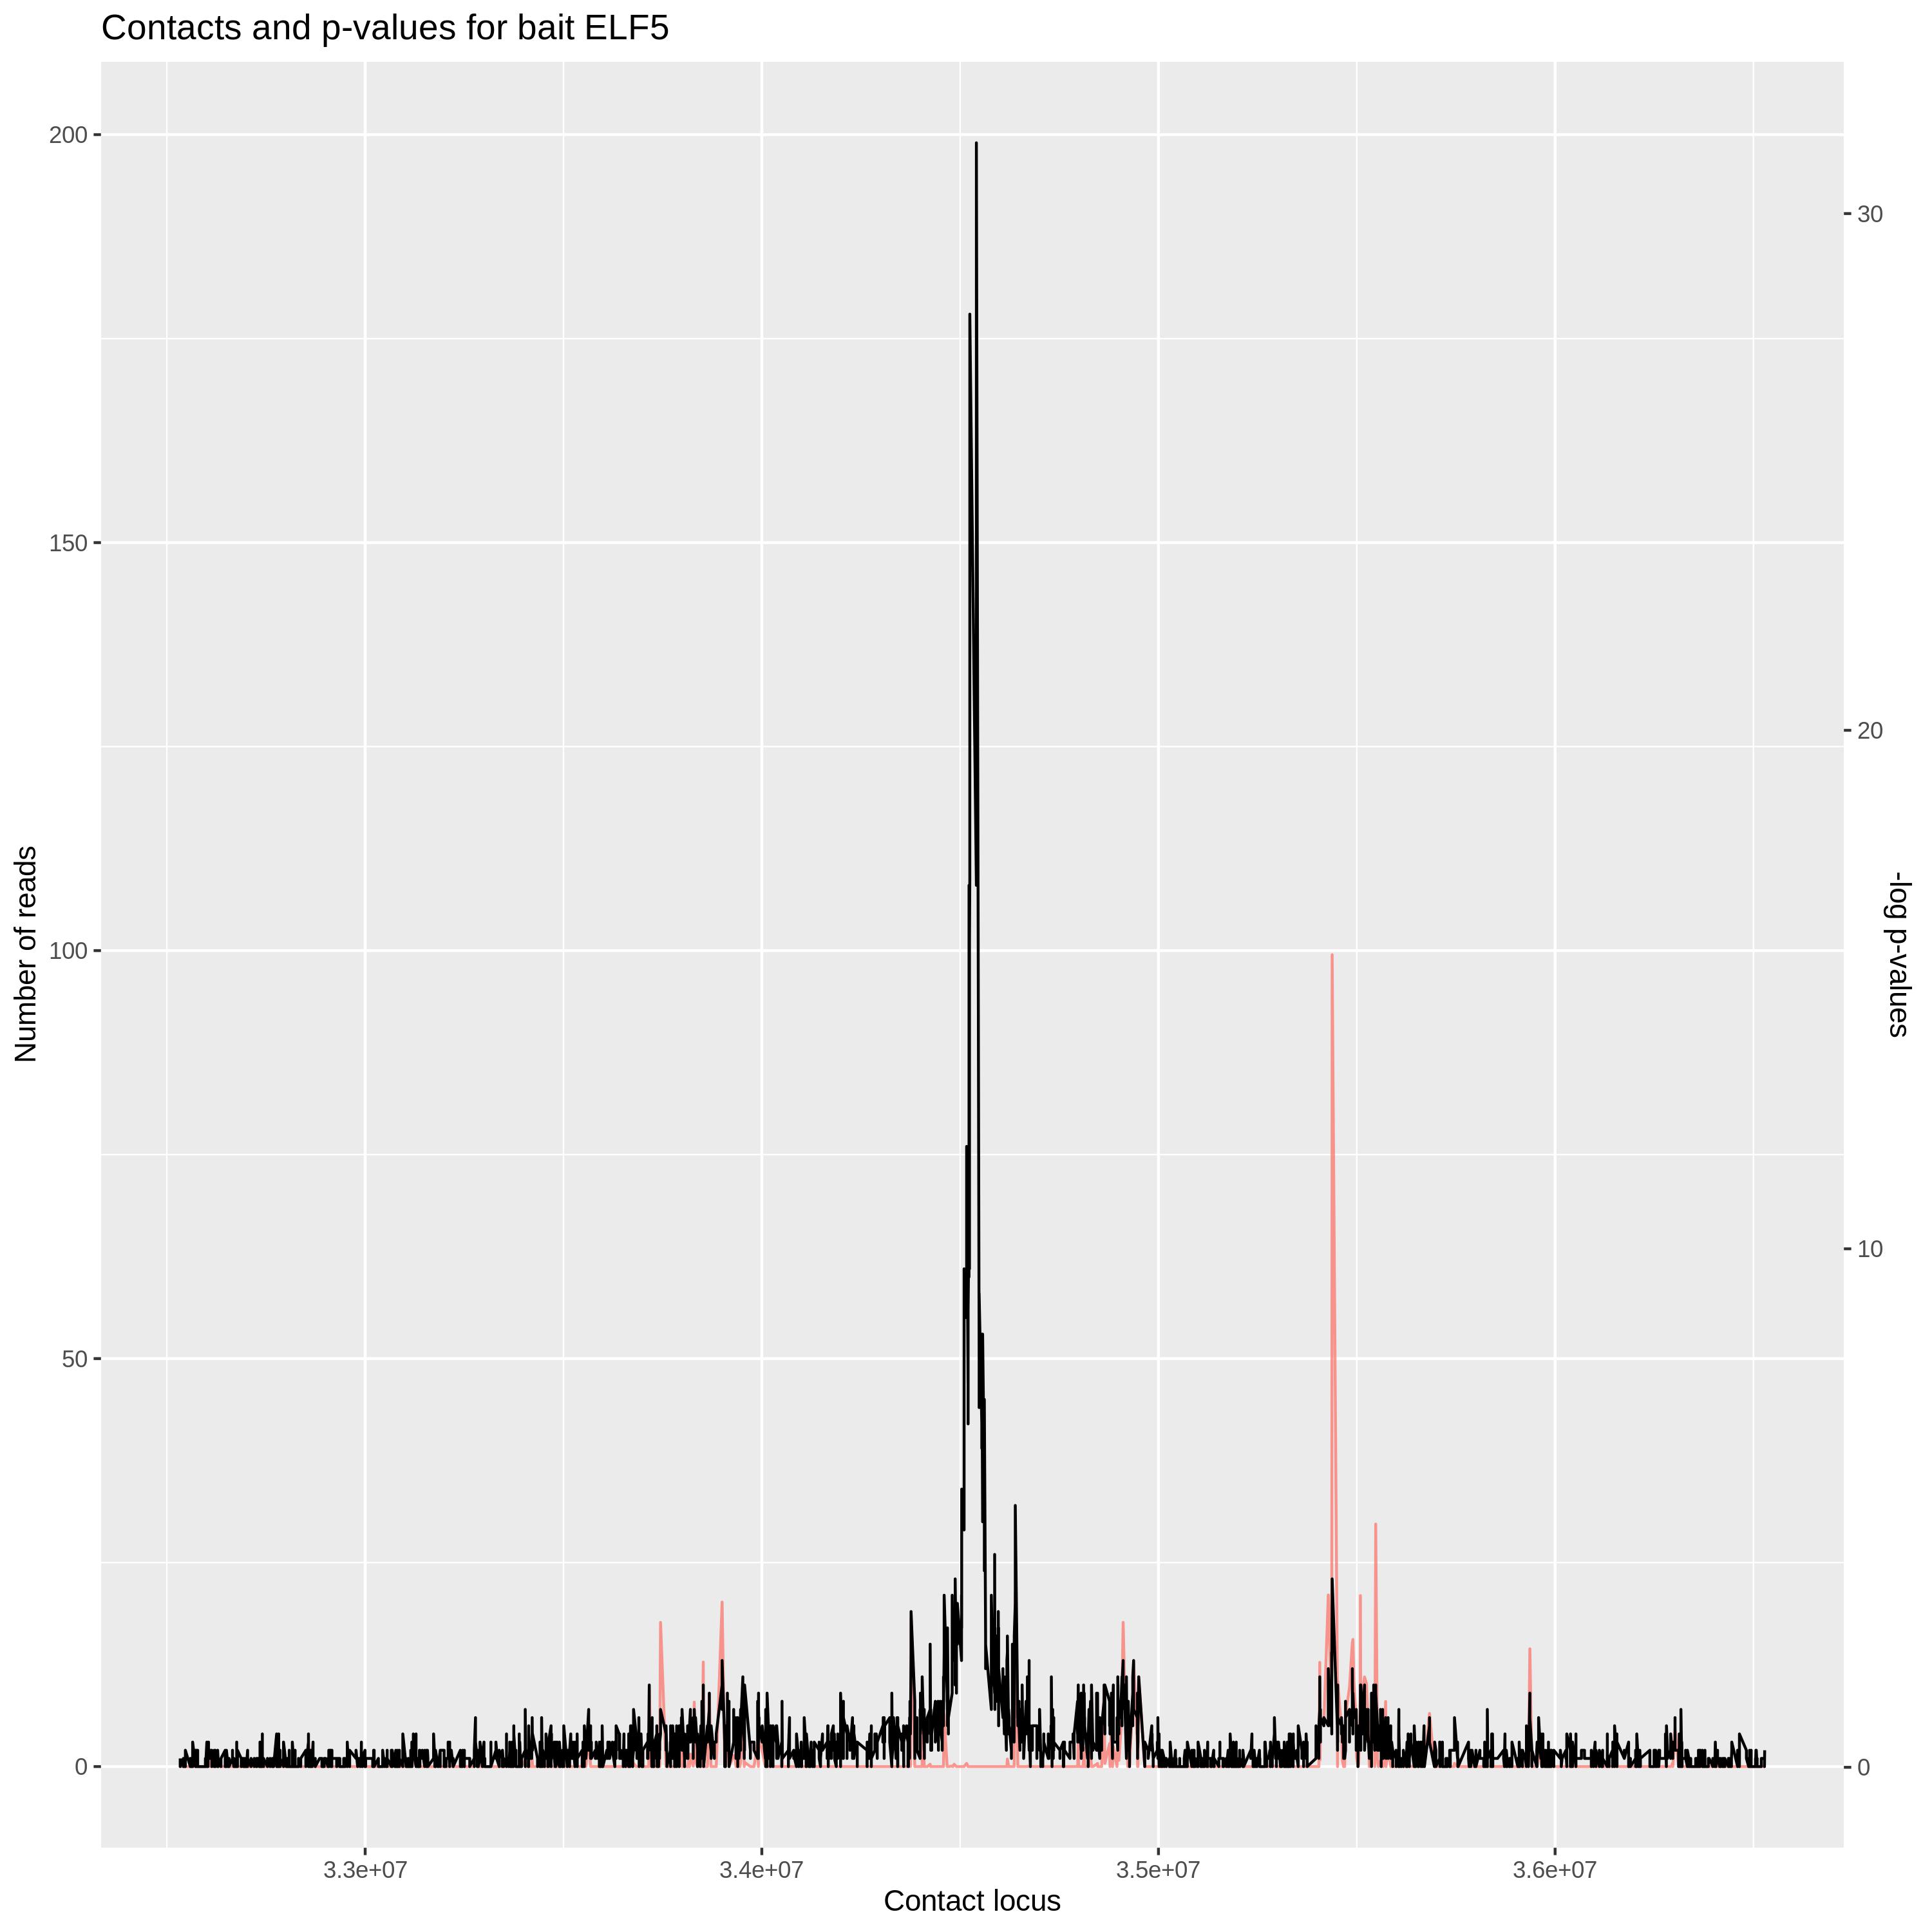 Contacts and p-values for bait ELF5
200
150
100
50
0
Number of reads
30
20
10
0
-log p-values
3.3e+07
3.4e+07
3.5e+07
3.6e+07
Contact locus